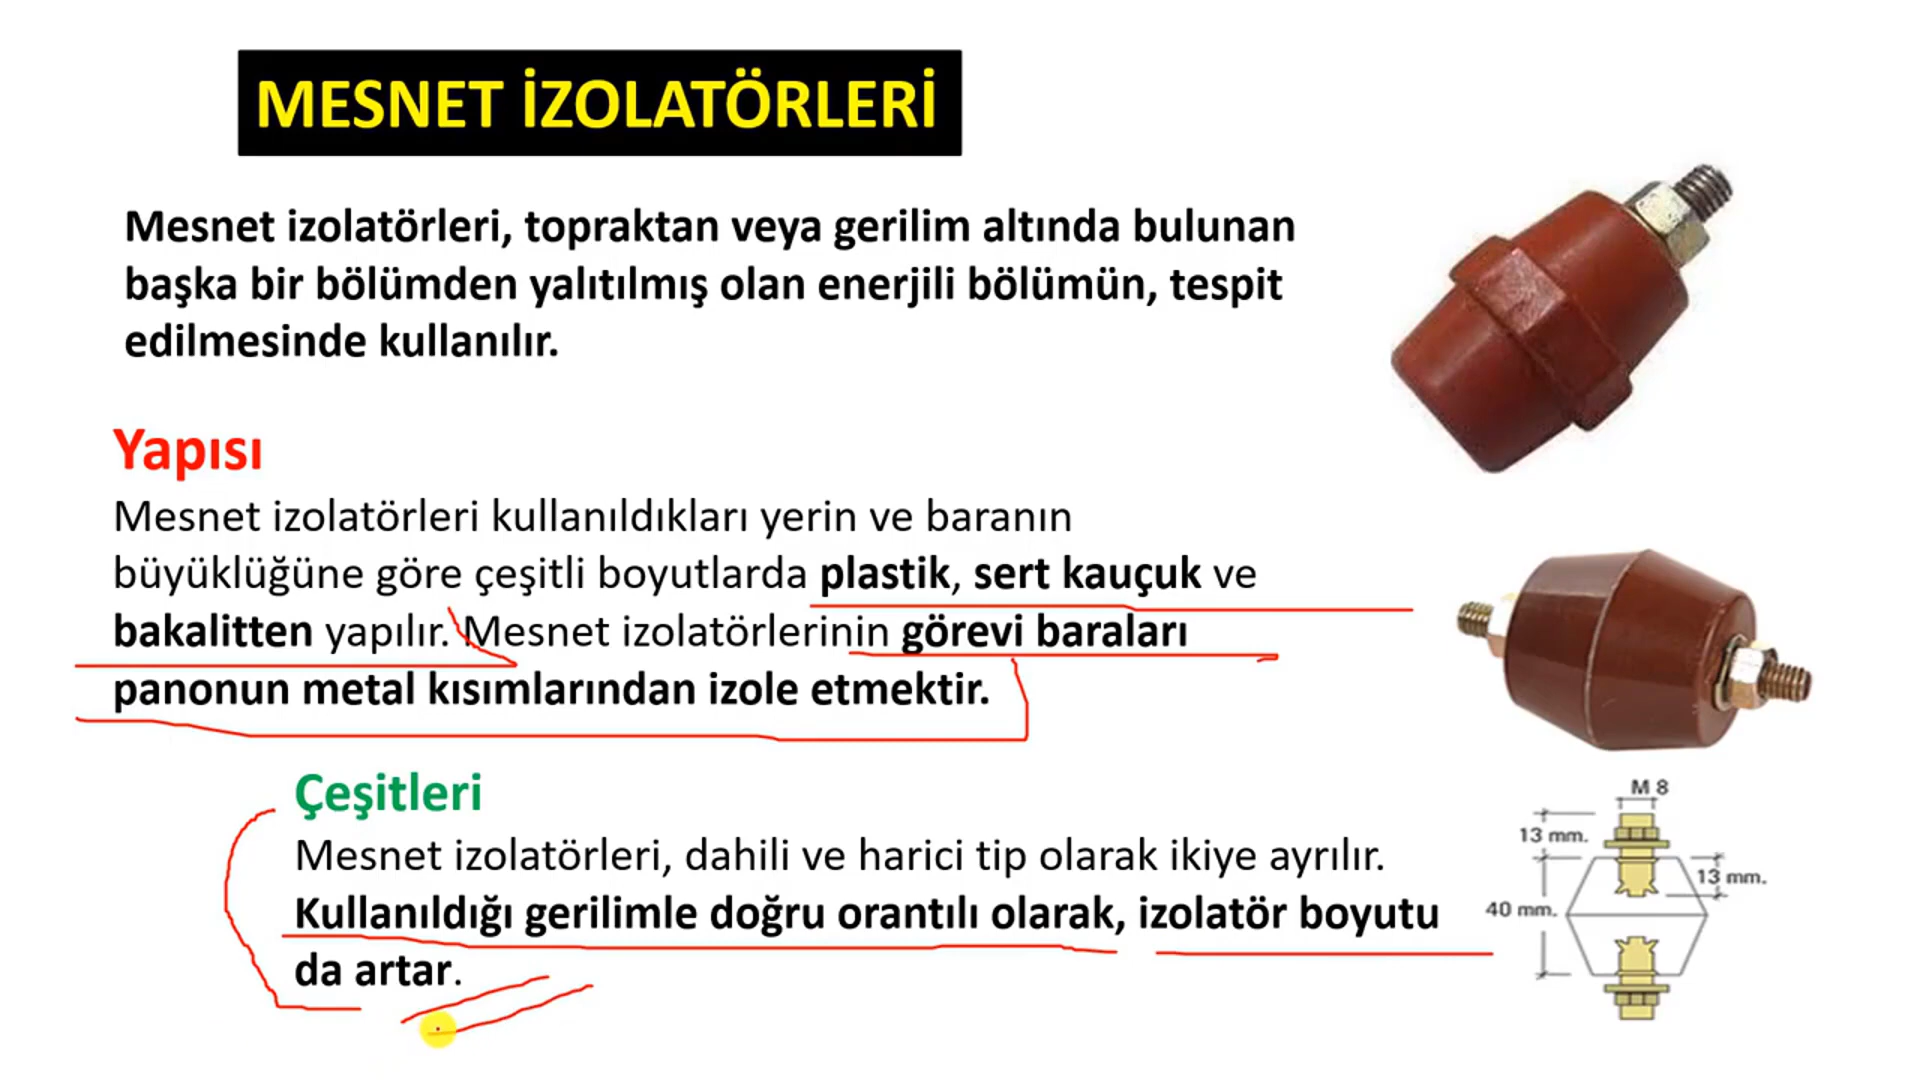 MESNET İZOLATÖRLERİ
Mesnet izolatörleri, topraktan veya gerilim altında bulunan
başka bir bölümden yalıtılmış olan enerjili bölümün, tespit
edilmesinde kullanılır.
Yapısı
Mesnet izolatörleri kullanıldıkları yerin ve baranın
büyüklüğüne göre çeşitli boyutlarda plastik, sert kauçuk ve
bakalitten yapılır. Mesnet izolatörlerinin görevi baraları
panonun metal kısımlarından izole etmektir.
Çeşitleri
Mesnet izolatörleri, dahili ve harici tip olarak ikiye ayrılır.
Kullanıldığı gerilimle doğru orantılı olarak, izolatör boyutu
da artar.
M 8
13 mm.
13 mm.
40 mm.